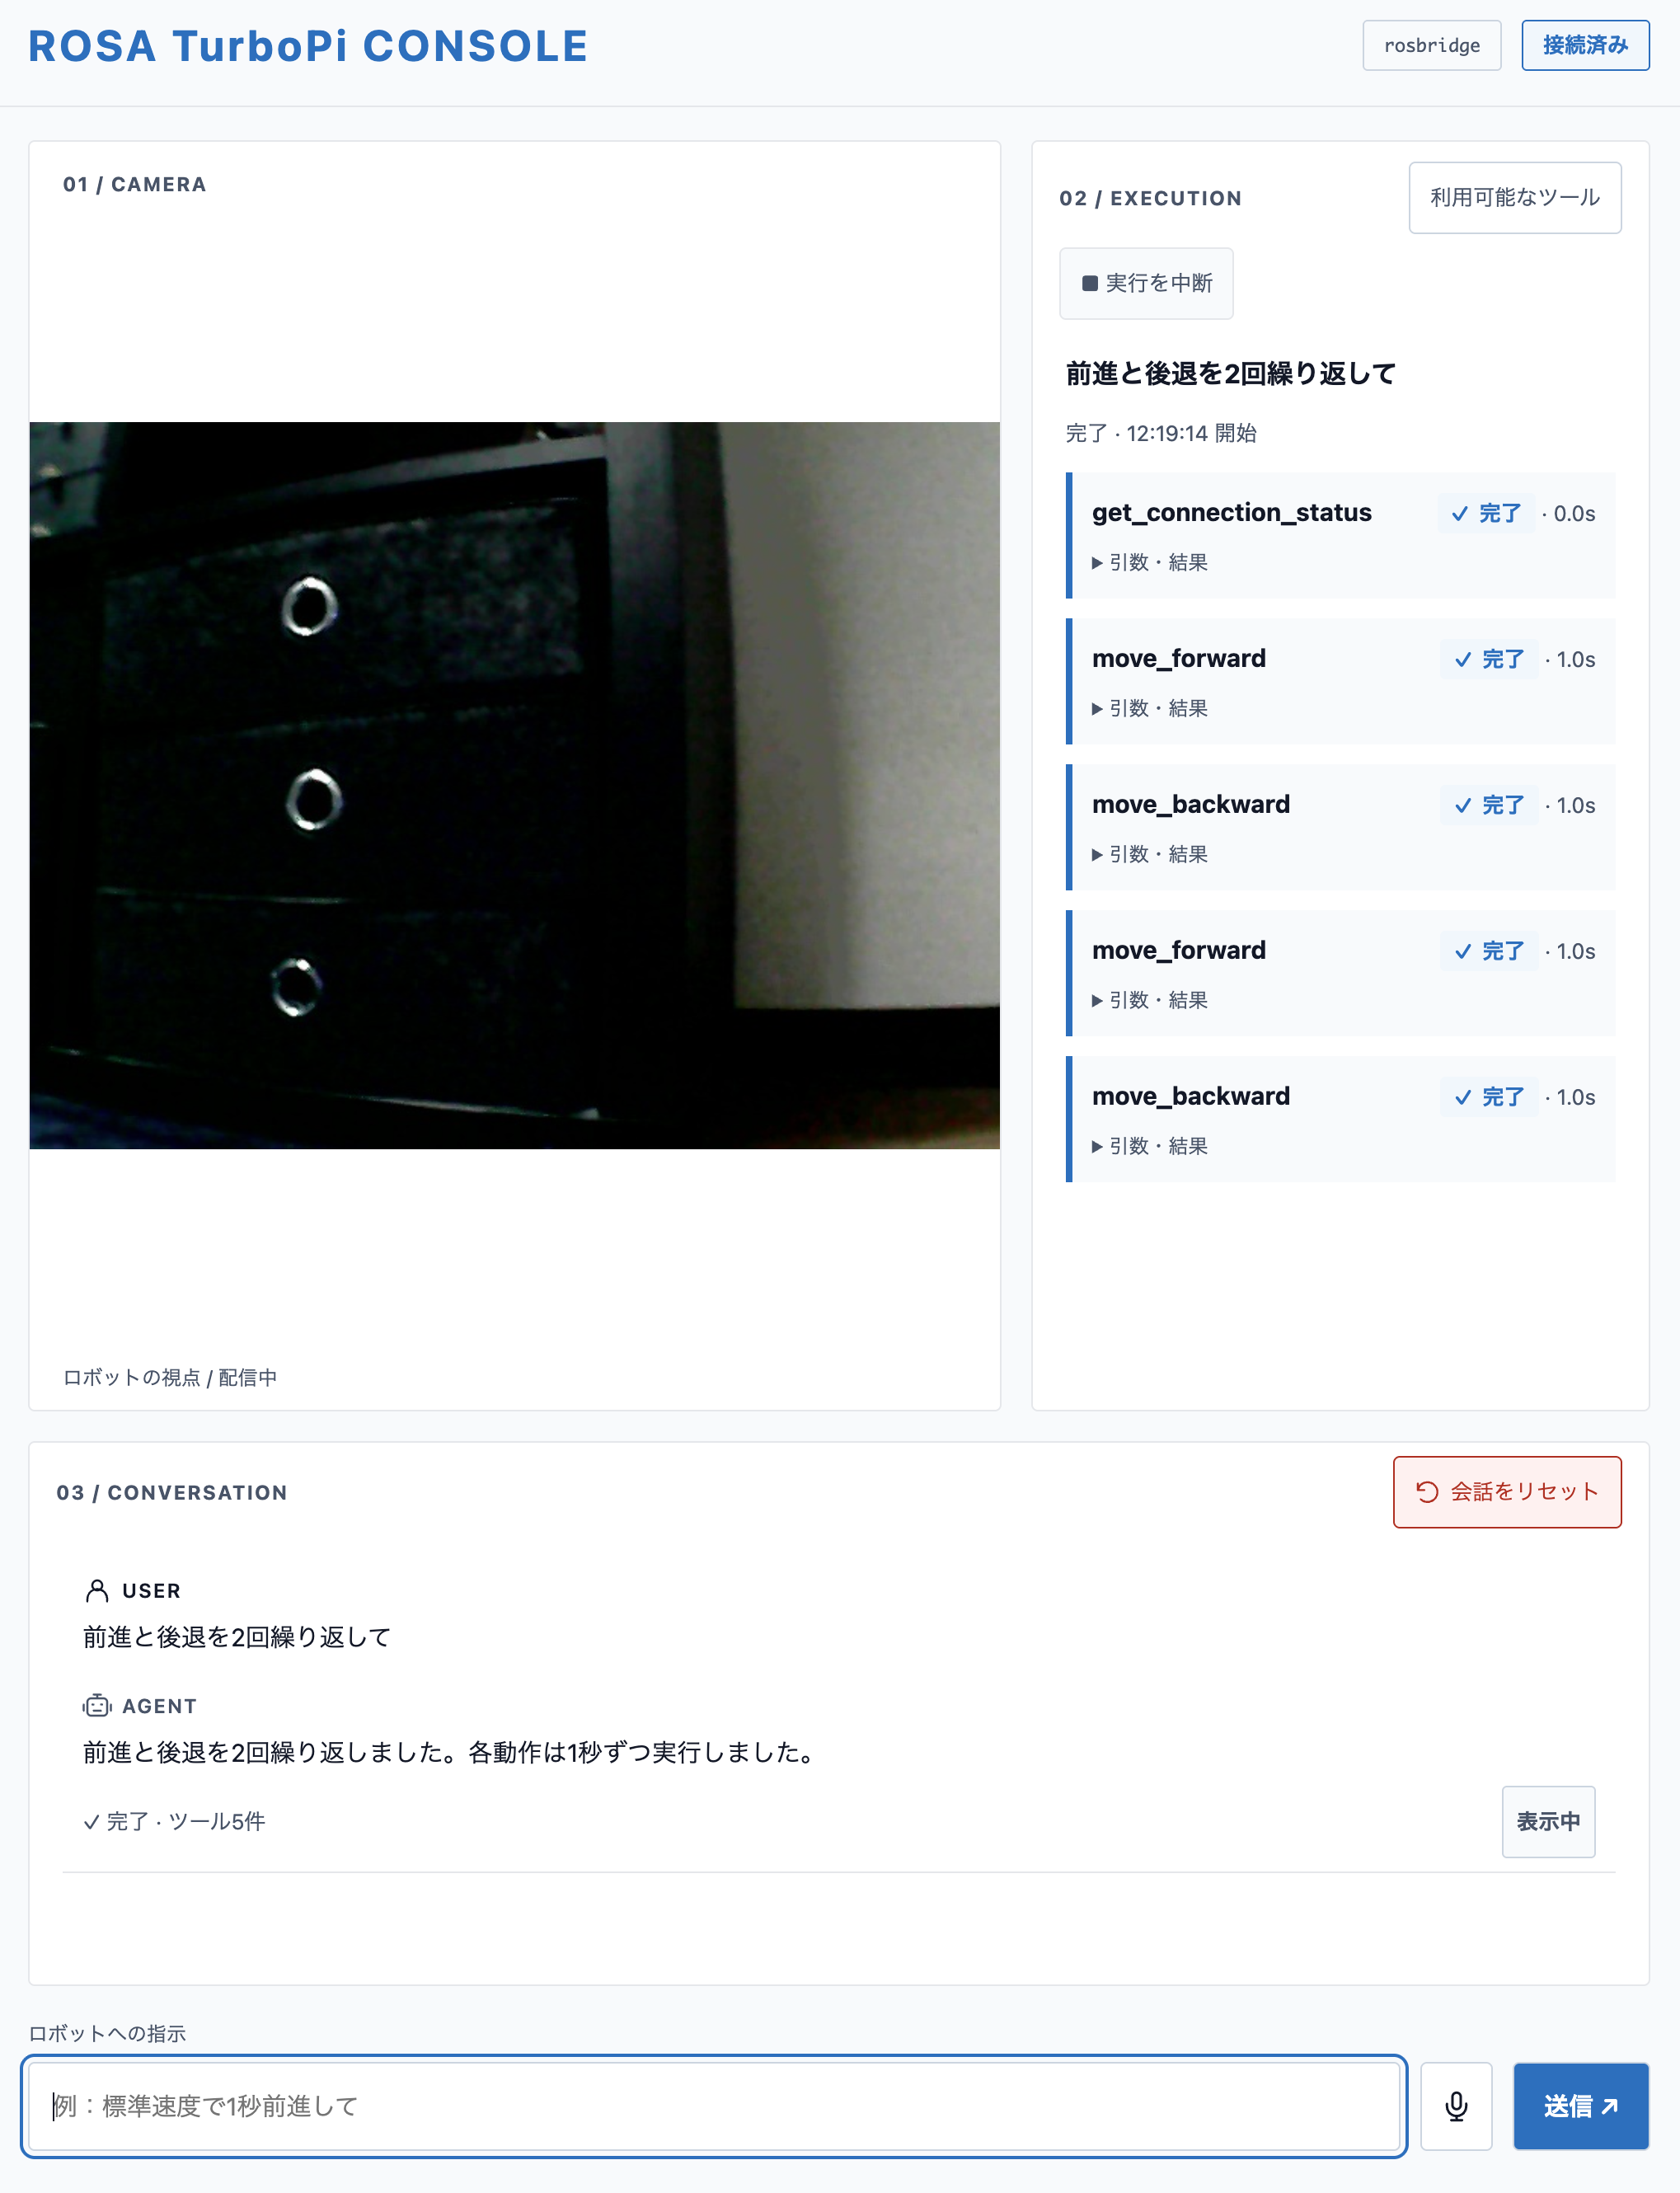 ROSA TurboPi CONSOLE
rosbridge
接続済み
01 / CAMERA
ロボットの視点 / 配信中
02 / EXECUTION
利用可能なツール
■ 実行を中断
前進と後退を2回繰り返して
完了 · 12:19:14 開始
get_connection_status ✓ 完了 · 0.0s
▶ 引数・結果
move_forward ✓ 完了 · 1.0s
▶ 引数・結果
move_backward ✓ 完了 · 1.0s
▶ 引数・結果
move_forward ✓ 完了 · 1.0s
▶ 引数・結果
move_backward ✓ 完了 · 1.0s
▶ 引数・結果
03 / CONVERSATION
会話をリセット
USER
前進と後退を2回繰り返して
AGENT
前進と後退を2回繰り返しました。各動作は1秒ずつ実行しました。
✓ 完了 · ツール5件
表示中
ロボットへの指示
例：標準速度で1秒前進して
送信 ↗